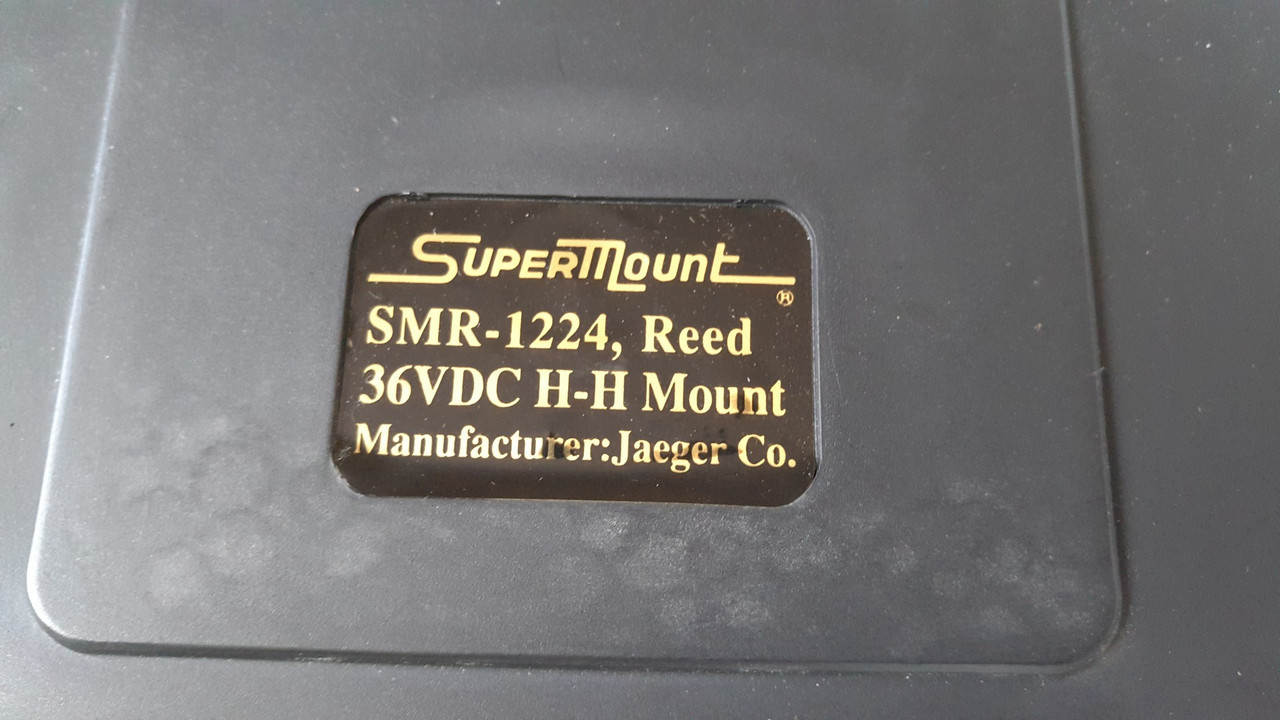 SUPERMOUNT
®
SMR-1224, Reed
36VDC H-H Mount
Manufacturer:Jaeger Co.